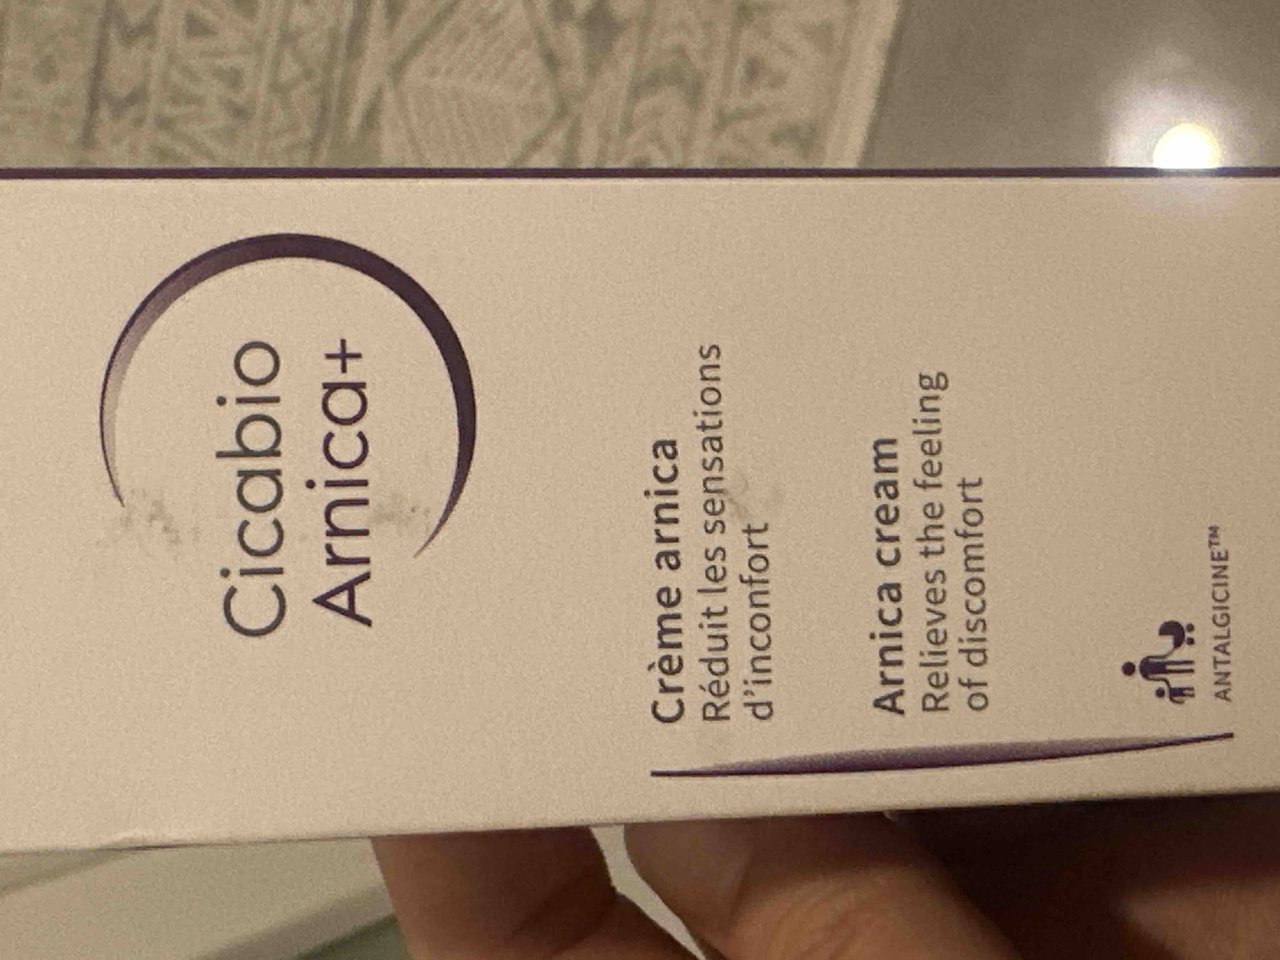 Cicabio
Arnica+
Crème arnica
Réduit les sensations
d'inconfort
Arnica cream
Relieves the feeling
of discomfort
ANTALGICINE™